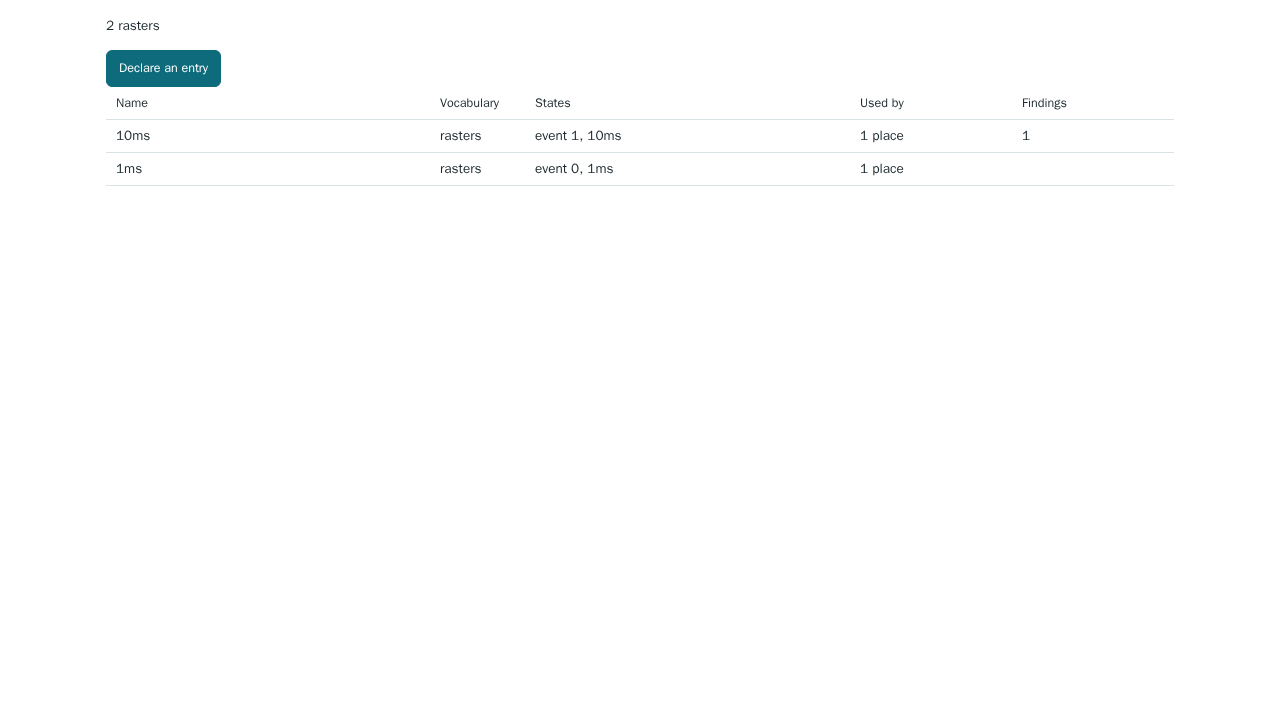 2 rasters
Declare an entry
Name Vocabulary States Used by Findings
10ms rasters event 1, 10ms 1 place 1
1ms rasters event 0, 1ms 1 place